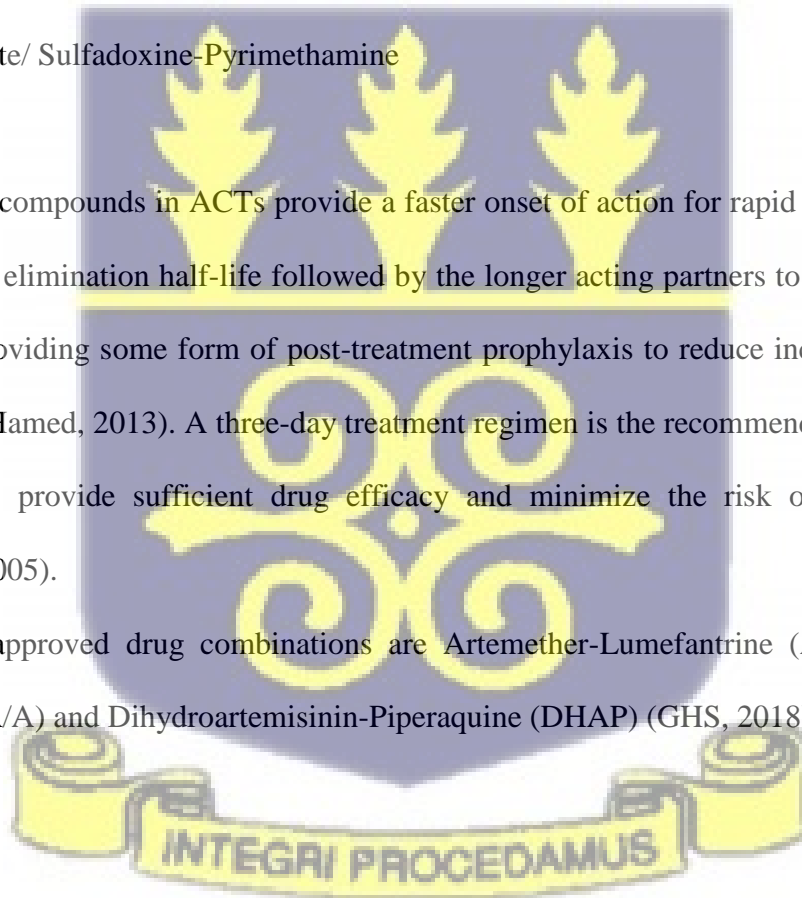 te/ Sulfadoxine-Pyrimethamine
compounds in ACTs provide a faster onset of action for rapid
elimination half-life followed by the longer acting partners to
oviding some form of post-treatment prophylaxis to reduce inc
Hamed, 2013). A three-day treatment regimen is the recommend
provide sufficient drug efficacy and minimize the risk o
005).
approved drug combinations are Artemether-Lumefantrine (A
/A) and Dihydroartemisinin-Piperaquine (DHAP) (GHS, 2018
INTEGRI PROCEDAMUS